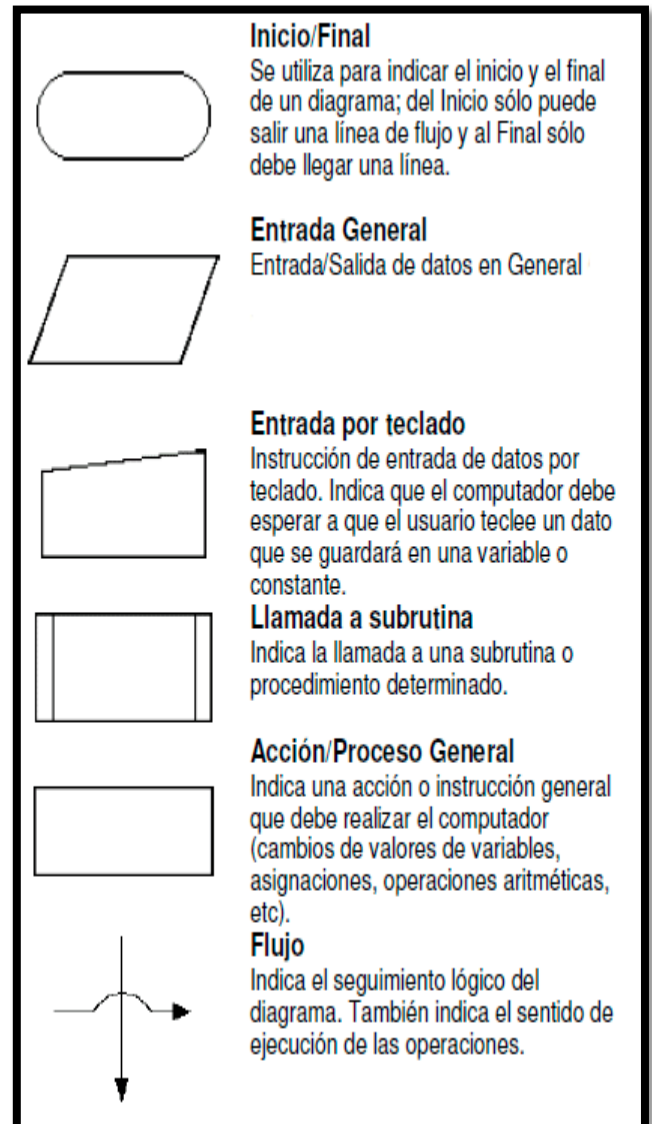 Inicio/Final
Se utiliza para indicar el inicio y el final
de un diagrama; del Inicio sólo puede
salir una línea de flujo y al Final sólo
debe llegar una línea.
Entrada General
Entrada/Salida de datos en General
Entrada por teclado
Instrucción de entrada de datos por
teclado. Indica que el computador debe
esperar a que el usuario teclee un dato
que se guardará en una variable o
constante.
Llamada a subrutina
Indica la llamada a una subrutina o
procedimiento determinado.
Acción/Proceso General
Indica una acción o instrucción general
que debe realizar el computador
(cambios de valores de variables,
asignaciones, operaciones aritméticas,
etc).
Flujo
Indica el seguimiento lógico del
diagrama. También indica el sentido de
ejecución de las operaciones.